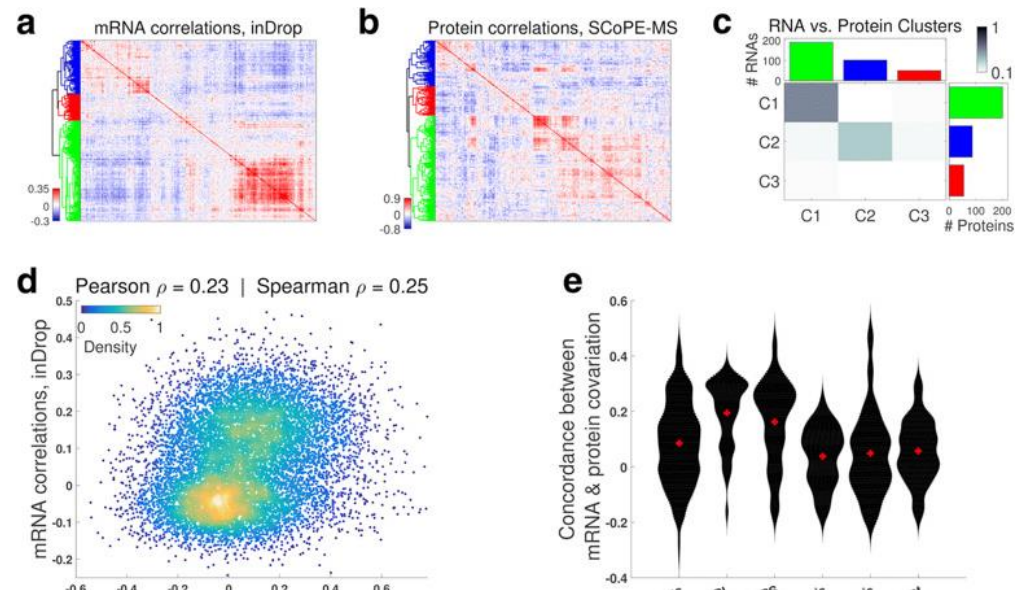 a
mRNA correlations, inDrop
0.35
0
-0.3
b
Protein correlations, SCoPE-MS
0.9
0
-0.8
c
RNA vs. Protein Clusters
1
0.1
# RNAs
200
100
0
C1
C2
C3
C1
C2
C3
0
100
200
# Proteins
d
Pearson ρ = 0.23 | Spearman ρ = 0.25
0
0.5
1
Density
mRNA correlations, inDrop
0.5
0.4
0.3
0.2
0.1
0
-0.1
-0.2
-0.6
-0.4
-0.2
0
0.2
0.4
0.6
e
Concordance between
mRNA & protein covariation
0.6
0.4
0.2
0
-0.2
-0.4